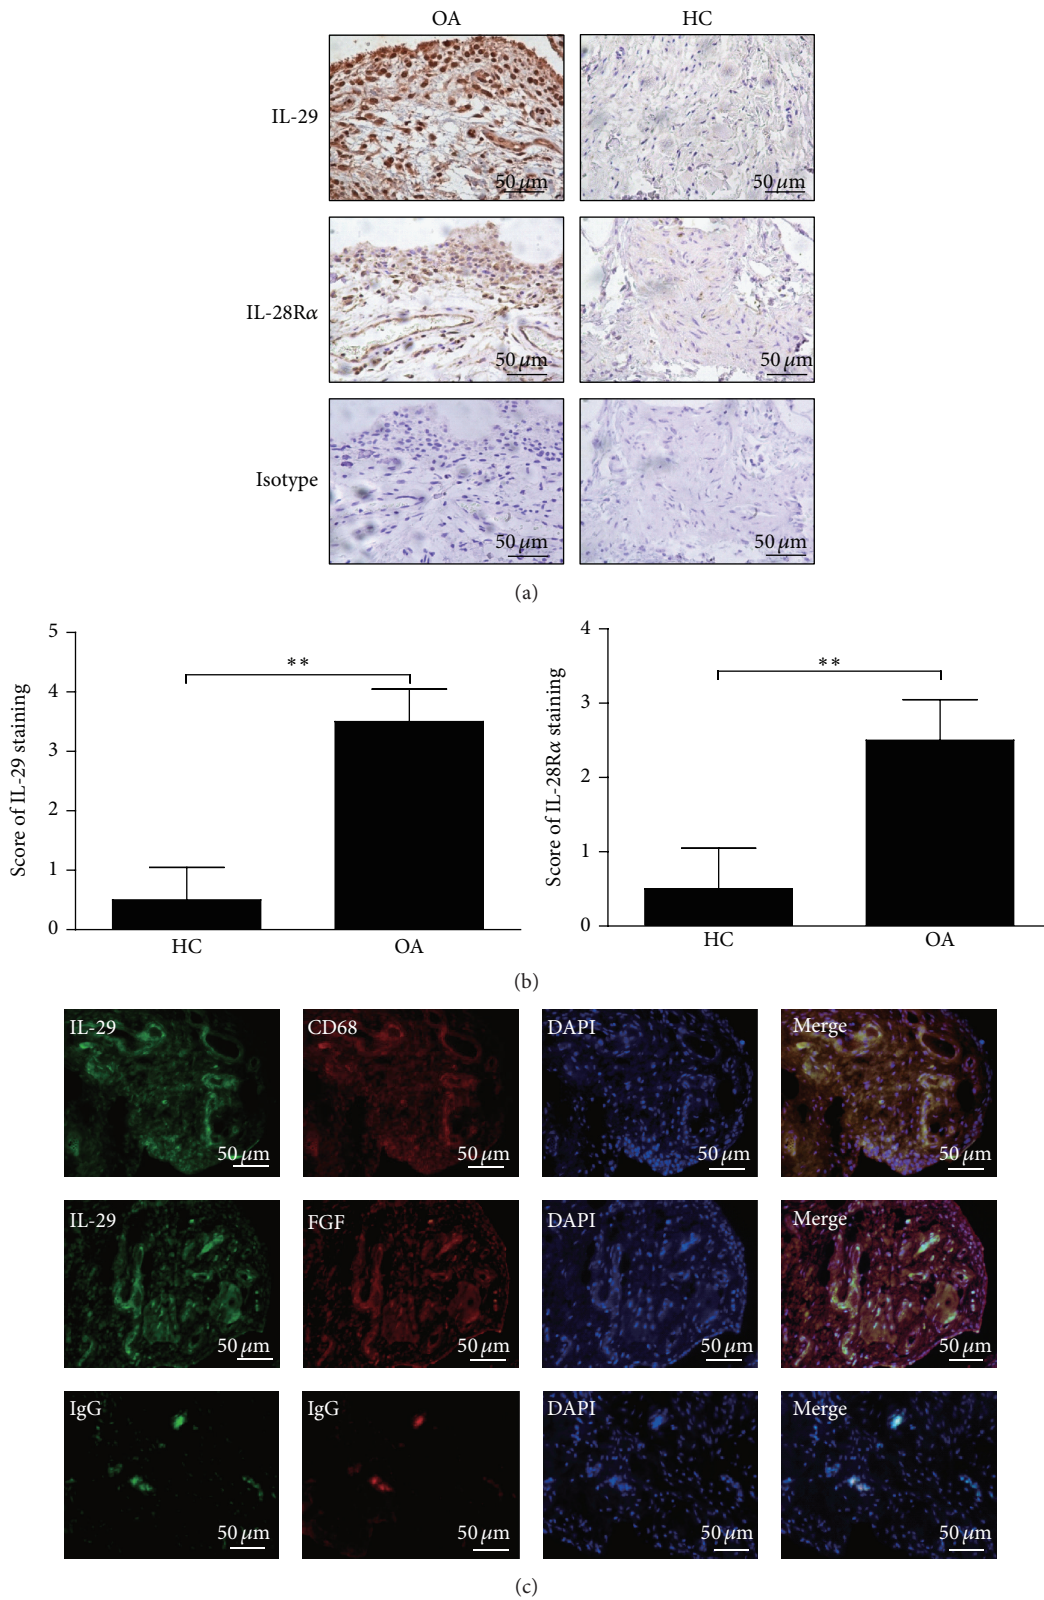 OA HC
IL-29
50 µm 50 µm
IL-28Rα
50 µm 50 µm
Isotype
50 µm 50 µm
(a)
Score of IL-29 staining
5
4
3
2
1
0
**
HC OA
Score of IL-28Rα staining
4
3
2
1
0
**
HC OA
(b)
IL-29 CD68 DAPI Merge
50 µm 50 µm 50 µm 50 µm
IL-29 FGF DAPI Merge
50 µm 50 µm 50 µm 50 µm
IgG IgG DAPI Merge
50 µm 50 µm 50 µm 50 µm
(c)